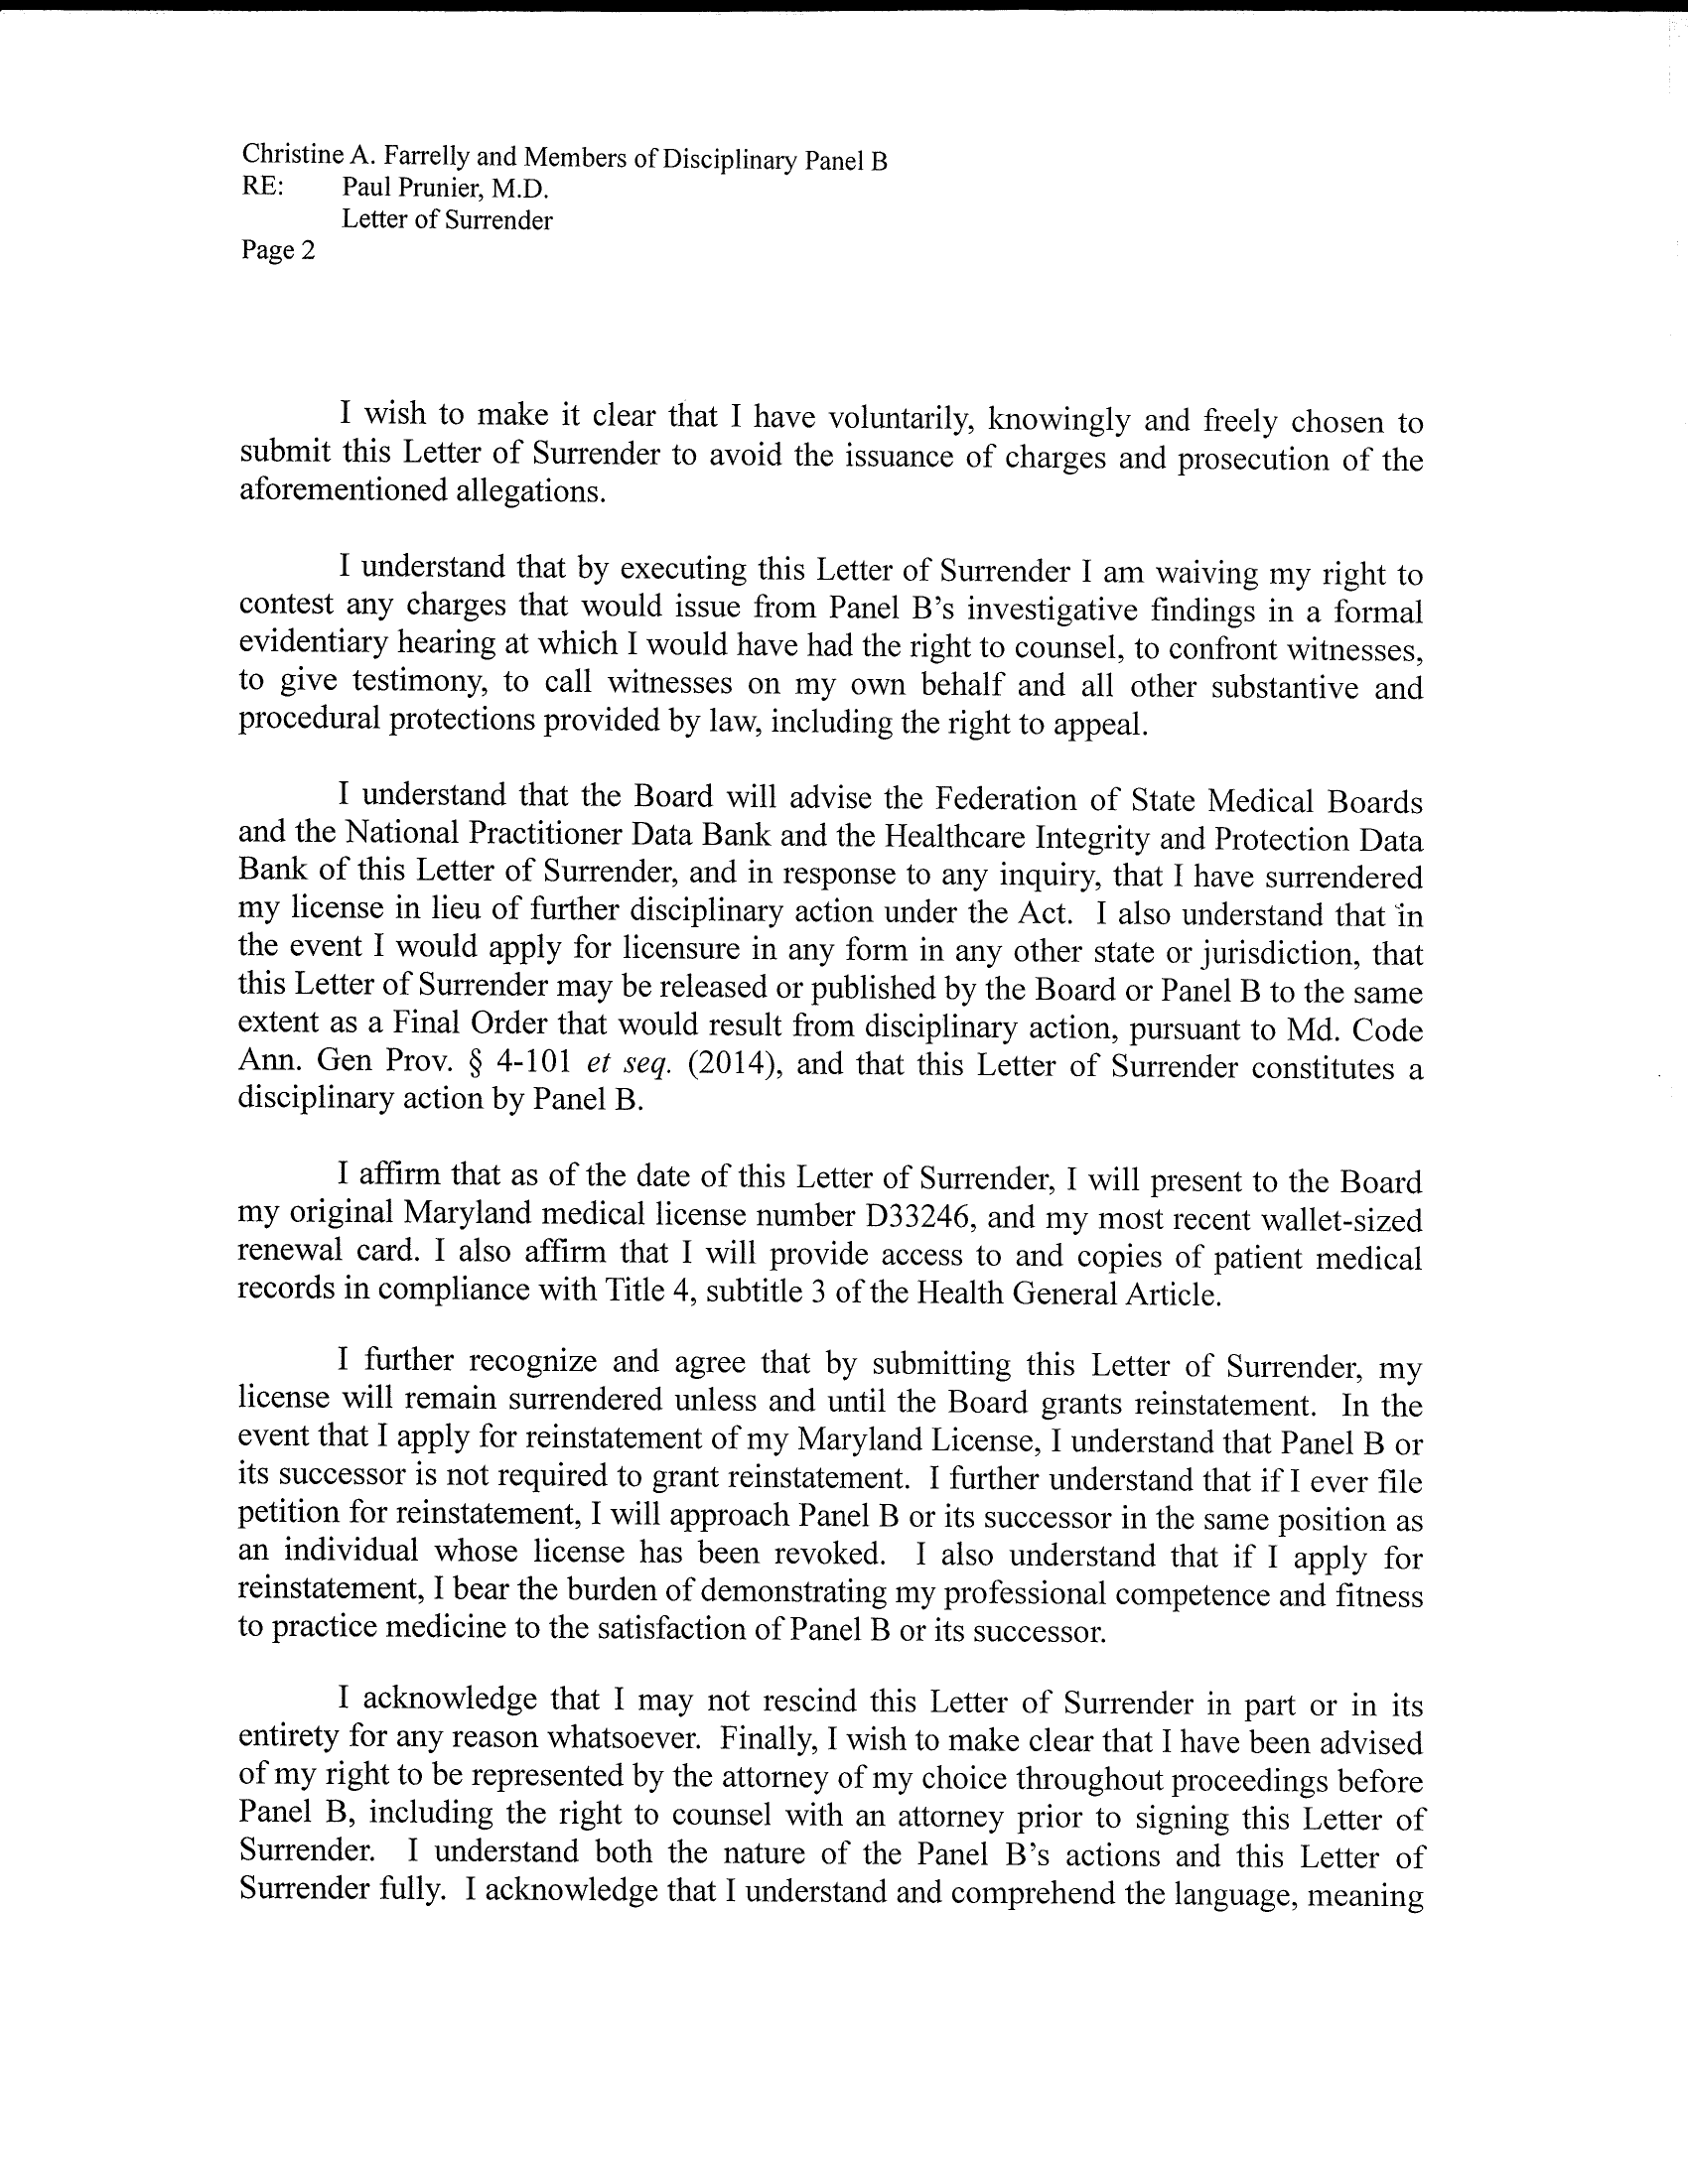 Christine A. Farrelly and Members of Disciplinary Panel B
RE: Paul Prunier, M.D.
Letter of Surrender
Page 2
I wish to make it clear that I have voluntarily, knowingly and freely chosen to
submit this Letter of Surrender to avoid the issuance of charges and prosecution of the
aforementioned allegations.
I understand that by executing this Letter of Surrender I am waiving my right to
contest any charges that would issue from Panel B’s investigative findings in a formal
evidentiary hearing at which I would have had the right to counsel, to confront witnesses,
to give testimony, to call witnesses on my own behalf and all other substantive and
procedural protections provided by law, including the right to appeal.
I understand that the Board will advise the Federation of State Medical Boards
and the National Practitioner Data Bank and the Healthcare Integrity and Protection Data
Bank of this Letter of Surrender, and in response to any inquiry, that I have surrendered
my license in lieu of further disciplinary action under the Act. I also understand that in
the event I would apply for licensure in any form in any other state or jurisdiction, that
this Letter of Surrender may be released or published by the Board or Panel B to the same
extent as a Final Order that would result from disciplinary action, pursuant to Md. Code
Ann. Gen Prov. § 4-101 et seq. (2014), and that this Letter of Surrender constitutes a
disciplinary action by Panel B.
I affirm that as of the date of this Letter of Surrender, I will present to the Board
my original Maryland medical license number D33246, and my most recent wallet-sized
renewal card. I also affirm that I will provide access to and copies of patient medical
records in compliance with Title 4, subtitle 3 of the Health General Article.
I further recognize and agree that by submitting this Letter of Surrender, my
license will remain surrendered unless and until the Board grants reinstatement. In the
event that I apply for reinstatement of my Maryland License, I understand that Panel B or
its successor is not required to grant reinstatement. I further understand that if I ever file
petition for reinstatement, I will approach Panel B or its successor in the same position as
an individual whose license has been revoked. I also understand that if I apply for
reinstatement, I bear the burden of demonstrating my professional competence and fitness
to practice medicine to the satisfaction of Panel B or its successor.
I acknowledge that I may not rescind this Letter of Surrender in part or in its
entirety for any reason whatsoever. Finally, I wish to make clear that I have been advised
of my right to be represented by the attorney of my choice throughout proceedings before
Panel B, including the right to counsel with an attorney prior to signing this Letter of
Surrender. I understand both the nature of the Panel B’s actions and this Letter of
Surrender fully. I acknowledge that I understand and comprehend the language, meaning